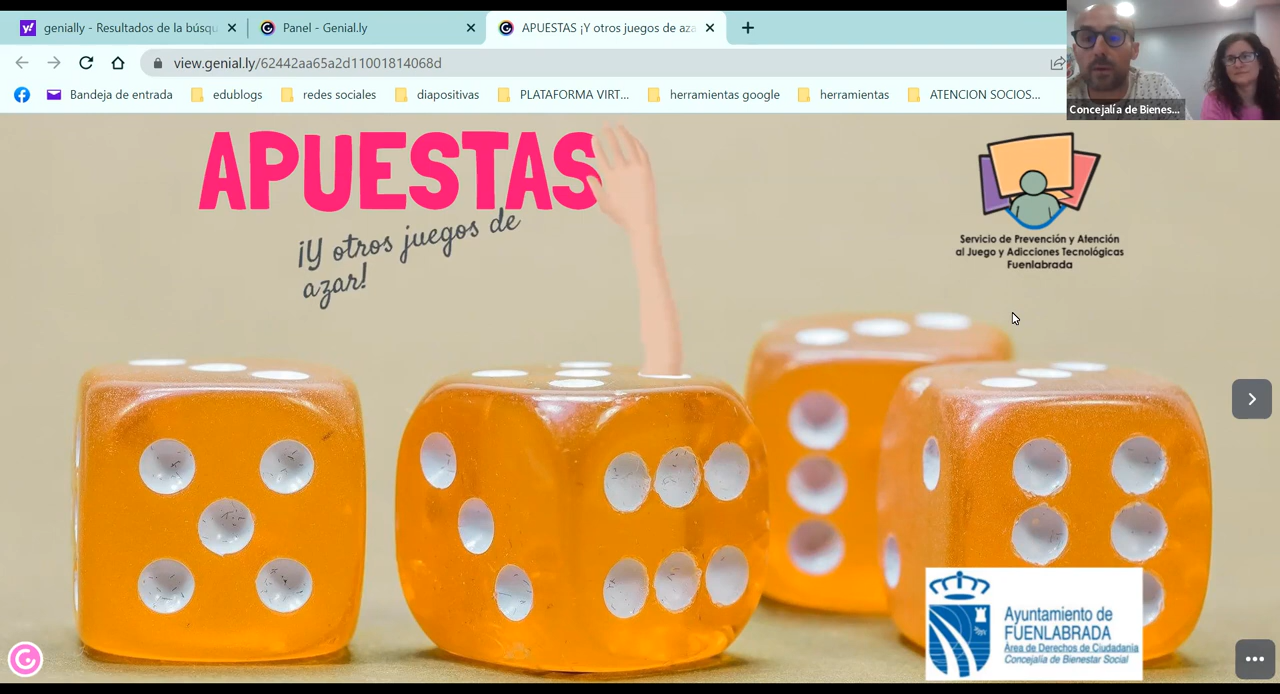 genially - Resultados de la búsqu
Panel - Genial.ly
APUESTAS ¡Y otros juegos de aza
view.genial.ly/62442aa65a2d11001814068d
Bandeja de entrada
edublogs
redes sociales
diapositivas
PLATAFORMA VIRT...
herramientas google
herramientas
ATENCION SOCIOS...
Concejalía de Bienes...
APUESTAS
¡Y otros juegos de
azar!
Servicio de Prevención y Atención
al Juego y Adicciones Tecnológicas
Fuenlabrada
Ayuntamiento de
FUENLABRADA
Área de Derechos de Ciudadanía
Concejalía de Bienestar Social